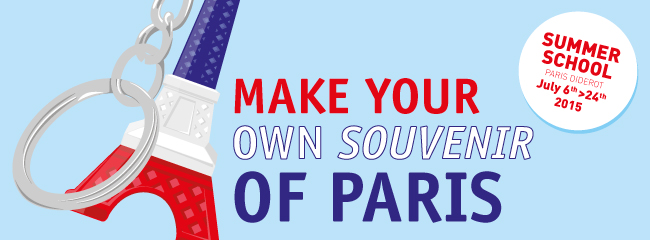 MAKE YOUR
OWN SOUVENIR
OF PARIS
SUMMER
SCHOOL
PARIS DIDEROT
July 6th>24th
2015